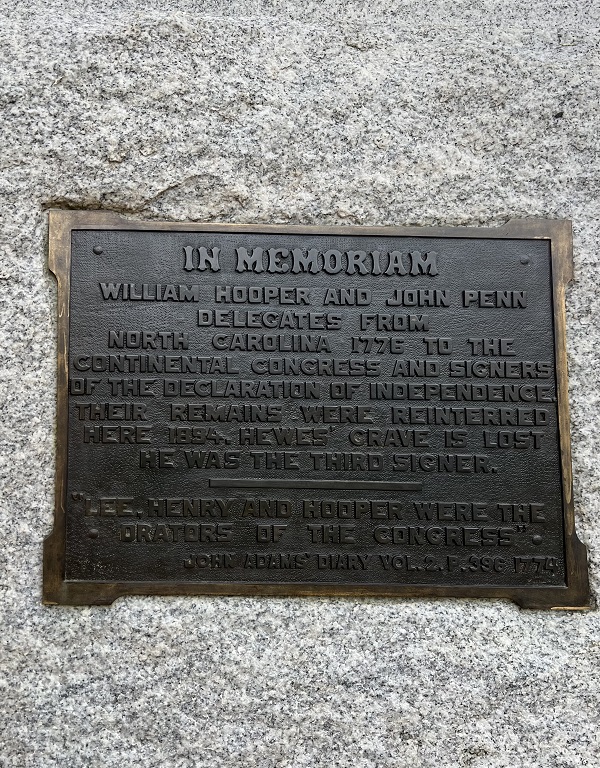 IN MEMORIAM
WILLIAM HOOPER AND JOHN PENN
DELEGATES FROM
NORTH CAROLINA 1776 TO THE
CONTINENTAL CONGRESS AND SIGNERS
OF THE DECLARATION OF INDEPENDENCE.
THEIR REMAINS WERE REINTERRED
HERE 1894. HEWES' GRAVE IS LOST
HE WAS THE THIRD SIGNER.
"LEE, HENRY AND HOOPER WERE THE
ORATORS OF THE CONGRESS"
JOHN ADAMS' DIARY VOL. 2, P. 396 1774